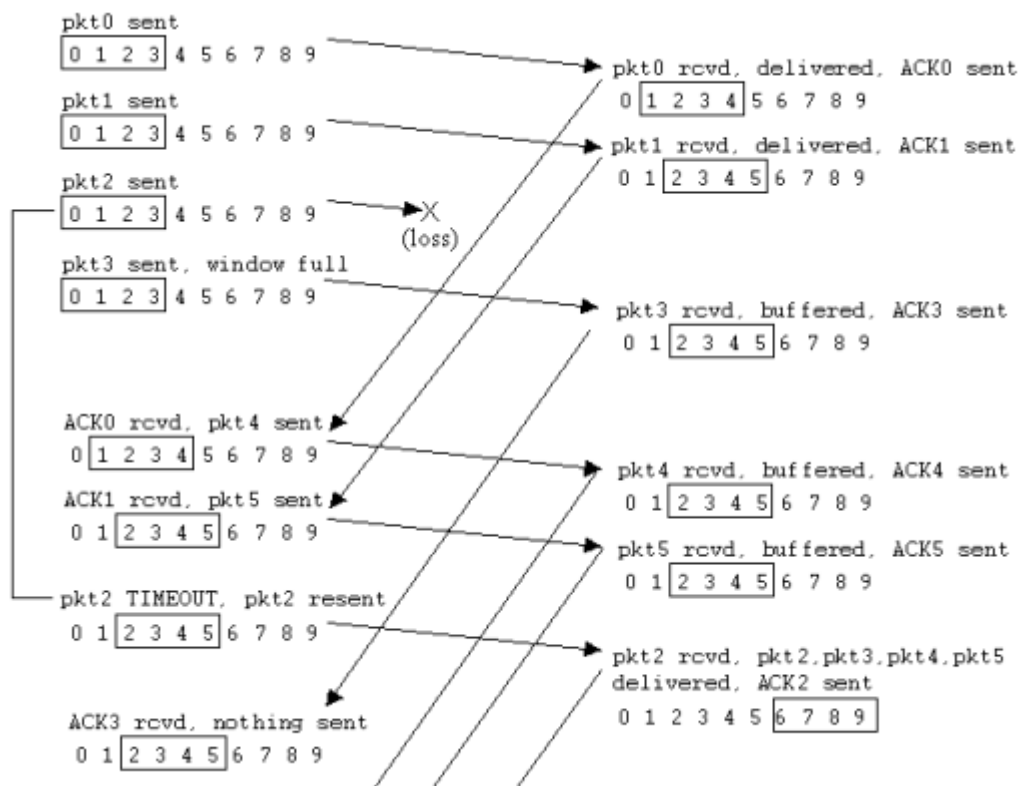 pkt0 sent
0 1 2 3 4 5 6 7 8 9
pkt0 rcvd, delivered, ACK0 sent
0 1 2 3 4 5 6 7 8 9
pkt1 sent
0 1 2 3 4 5 6 7 8 9
pkt1 rcvd, delivered, ACK1 sent
0 1 2 3 4 5 6 7 8 9
pkt2 sent
0 1 2 3 4 5 6 7 8 9
X
(loss)
pkt3 sent, window full
0 1 2 3 4 5 6 7 8 9
pkt3 rcvd, buffered, ACK3 sent
0 1 2 3 4 5 6 7 8 9
ACK0 rcvd, pkt4 sent
0 1 2 3 4 5 6 7 8 9
pkt4 rcvd, buffered, ACK4 sent
0 1 2 3 4 5 6 7 8 9
ACK1 rcvd, pkt5 sent
0 1 2 3 4 5 6 7 8 9
pkt5 rcvd, buffered, ACK5 sent
0 1 2 3 4 5 6 7 8 9
pkt2 TIMEOUT, pkt2 resent
0 1 2 3 4 5 6 7 8 9
pkt2 rcvd, pkt2,pkt3,pkt4,pkt5
delivered, ACK2 sent
0 1 2 3 4 5 6 7 8 9
ACK3 rcvd, nothing sent
0 1 2 3 4 5 6 7 8 9